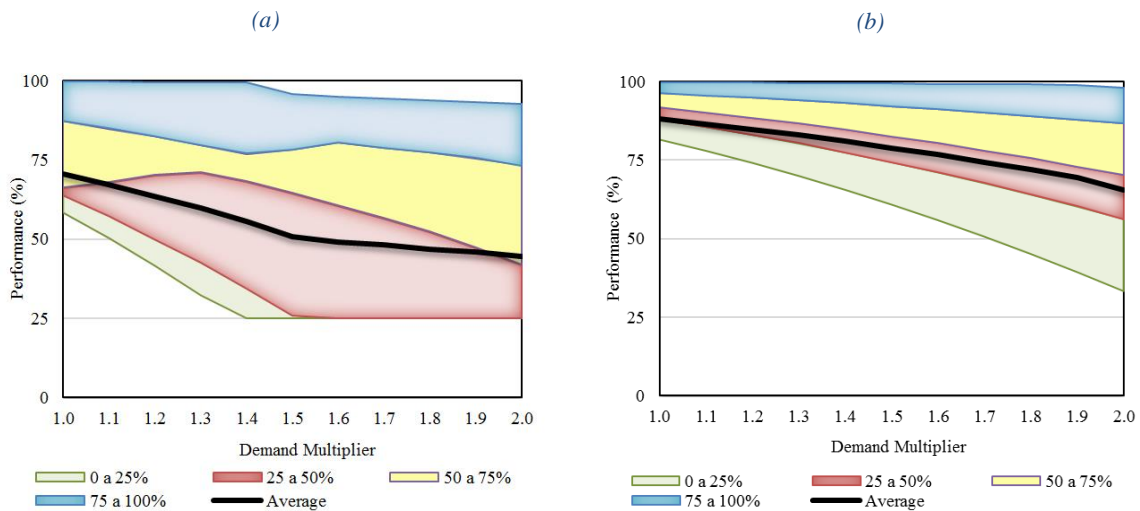 (a)
100
75
50
25
0
Performance (%)
1.0 1.1 1.2 1.3 1.4 1.5 1.6 1.7 1.8 1.9 2.0
Demand Multiplier
0 a 25% 25 a 50% 50 a 75%
75 a 100% Average
(b)
100
75
50
25
0
Performance (%)
1.0 1.1 1.2 1.3 1.4 1.5 1.6 1.7 1.8 1.9 2.0
Demand Multiplier
0 a 25% 25 a 50% 50 a 75%
75 a 100% Average